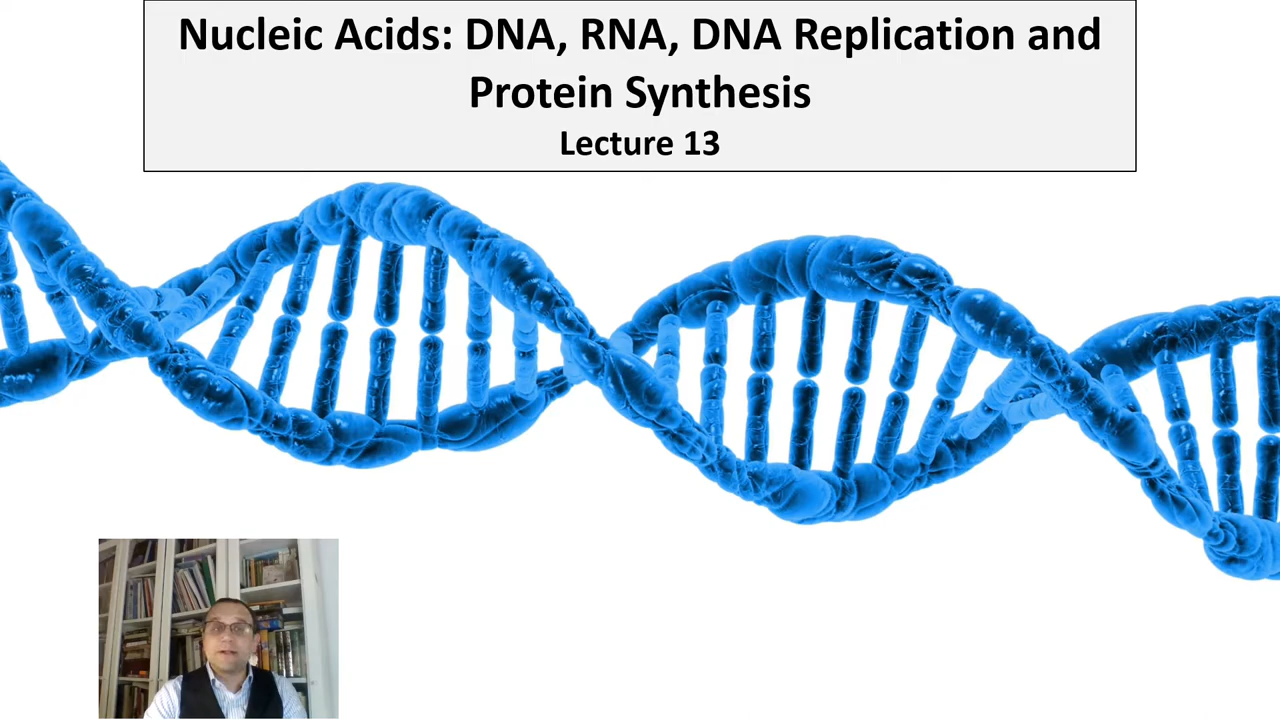 Nucleic Acids: DNA, RNA, DNA Replication and
Protein Synthesis
Lecture 13